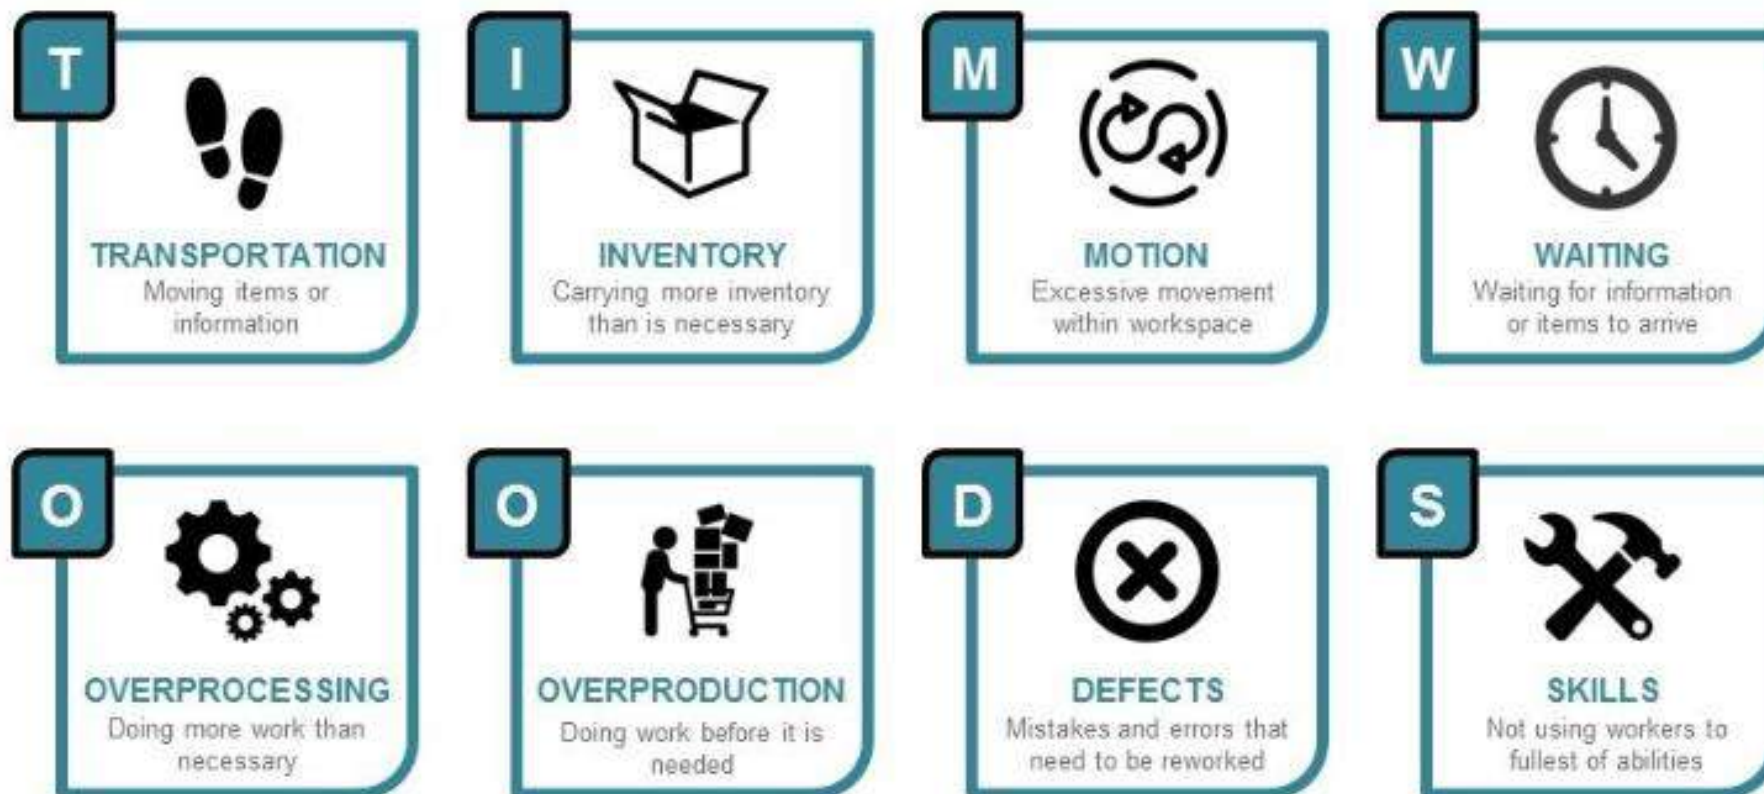 T
TRANSPORTATION
Moving items or
information
I
INVENTORY
Carrying more inventory
than is necessary
M
MOTION
Excessive movement
within workspace
W
WAITING
Waiting for information
or items to arrive
O
OVERPROCESSING
Doing more work than
necessary
O
OVERPRODUCTION
Doing work before it is
needed
D
DEFECTS
Mistakes and errors that
need to be reworked
S
SKILLS
Not using workers to
fullest of abilities